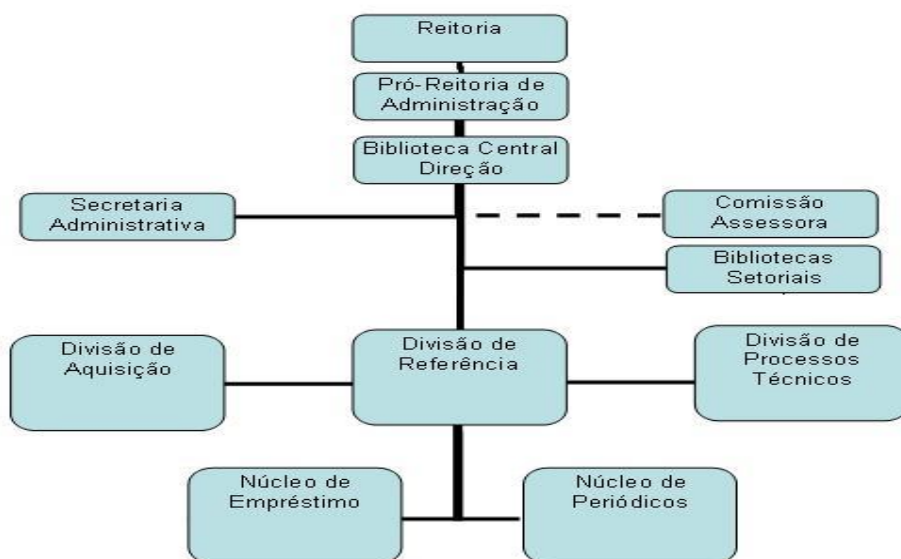 Reitoria
Pró-Reitoria de
Administração
Biblioteca Central
Direção
Secretaria
Administrativa
Comissão
Assessora
Bibliotecas
Setoriais
Divisão de
Aquisição
Divisão de
Referência
Divisão de
Processos
Técnicos
Núcleo de
Empréstimo
Núcleo de
Periódicos